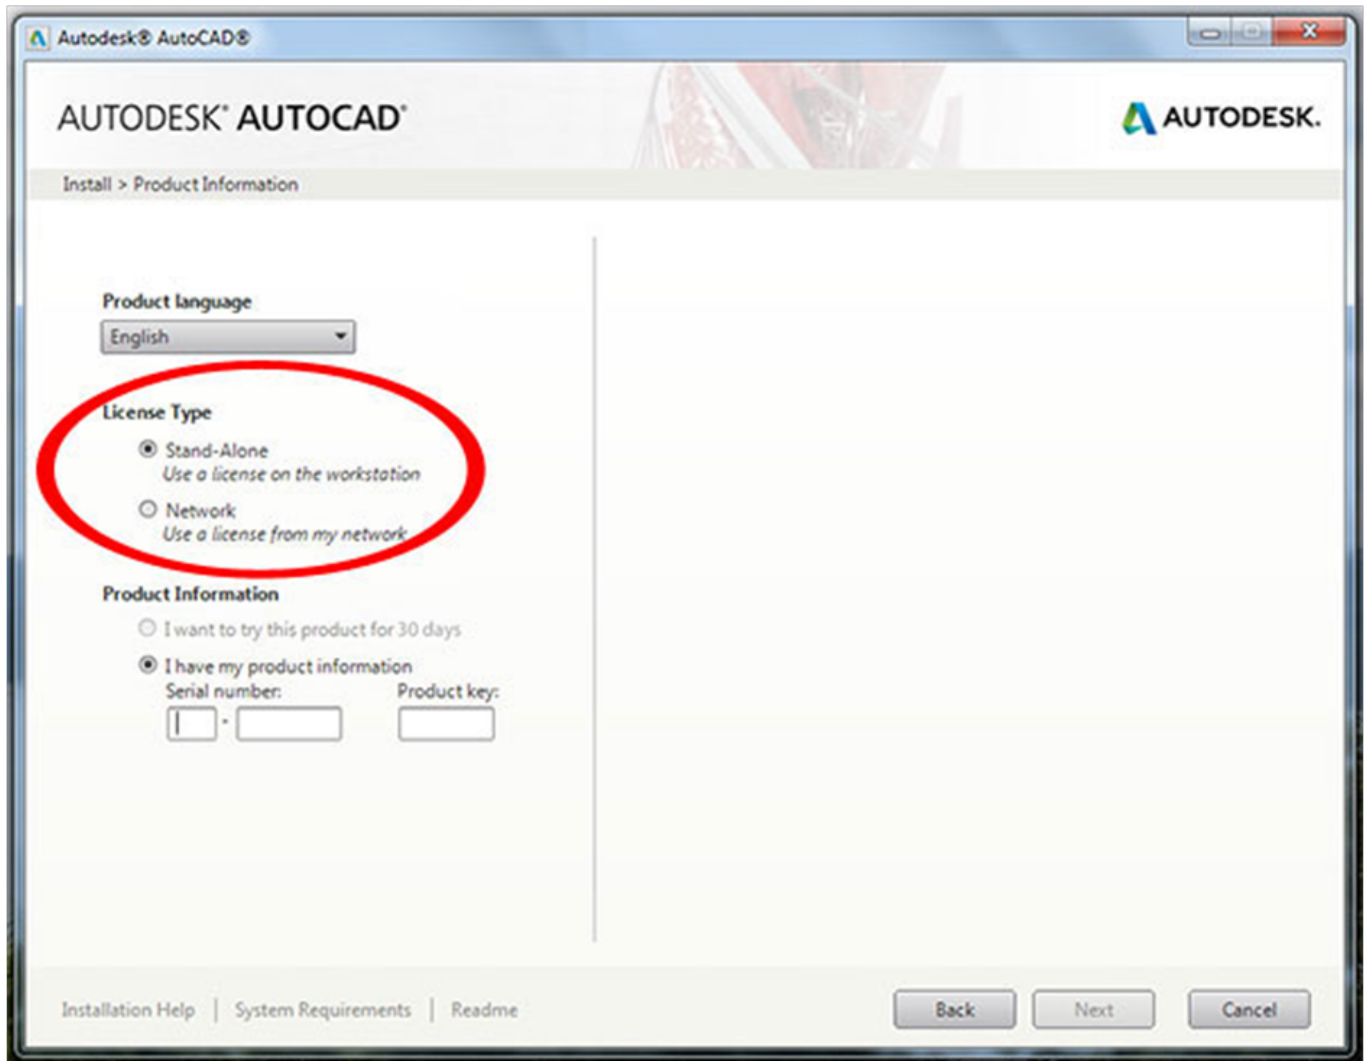 Autodesk® AutoCAD®
AUTODESK® AUTOCAD®
AUTODESK.
Install > Product Information
Product language
English
License Type
Stand-Alone
Use a license on the workstation
Network
Use a license from my network
Product Information
I want to try this product for 30 days
I have my product information
Serial number: Product key:
-
Installation Help | System Requirements | Readme
Back Next Cancel